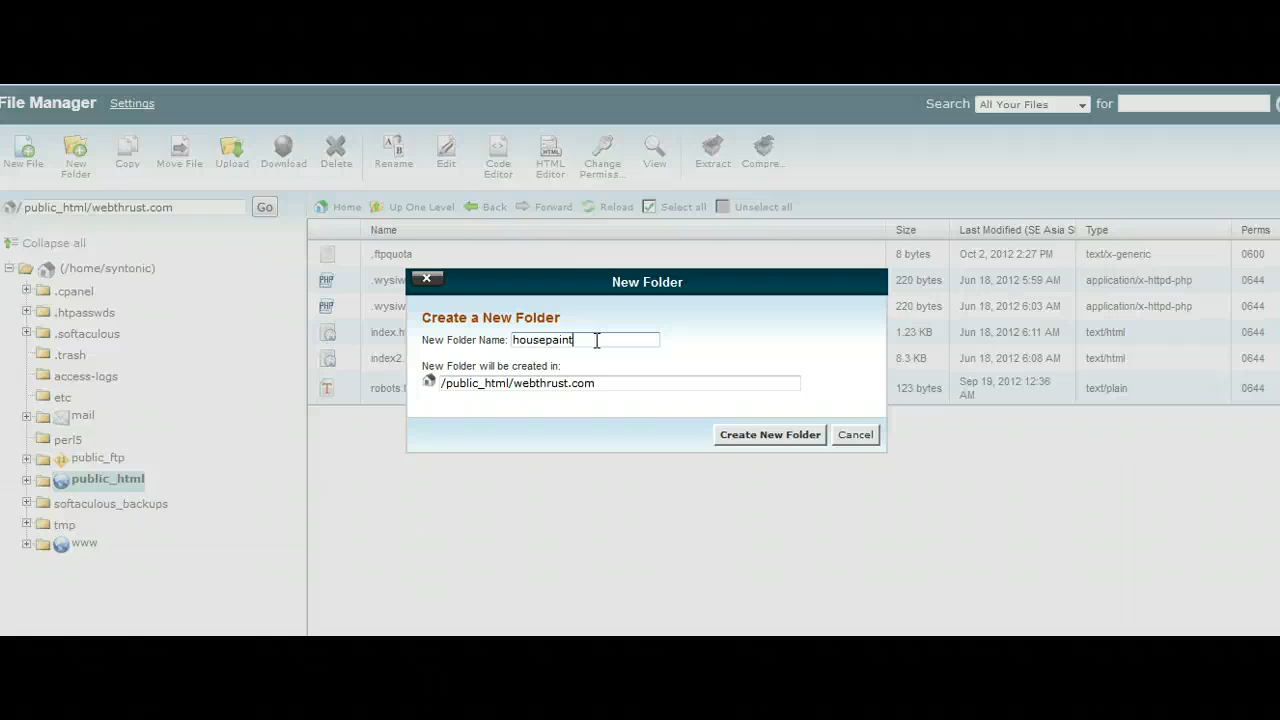 File Manager Settings Search All Your Files for
New File New Folder Copy Move File Upload Download Delete Rename Edit Code Editor HTML Editor Change Permiss... View Extract Compre...
/ public_html/webthrust.com Go Home Up One Level Back Forward Reload Select all Unselect all
Collapse all
Name Size Last Modified (SE Asia S Type Perms
(/home/syntonic)
.cpanel
.htpasswds
.softaculous
.trash
access-logs
etc
mail
perl5
public_ftp
public_html
softaculous_backups
tmp
www
.ftpquota 8 bytes Oct 2, 2012 2:27 PM text/x-generic 0600
.wysiw 220 bytes Jun 18, 2012 5:59 AM application/x-httpd-php 0644
.wysiw 220 bytes Jun 18, 2012 6:03 AM application/x-httpd-php 0644
index.h 1.23 KB Jun 18, 2012 6:11 AM text/html 0644
index2. 8.3 KB Jun 18, 2012 6:08 AM text/html 0644
robots.t 123 bytes Sep 19, 2012 12:36 AM text/plain 0644
New Folder
Create a New Folder
New Folder Name: housepaint
New Folder will be created in:
/public_html/webthrust.com
Create New Folder Cancel